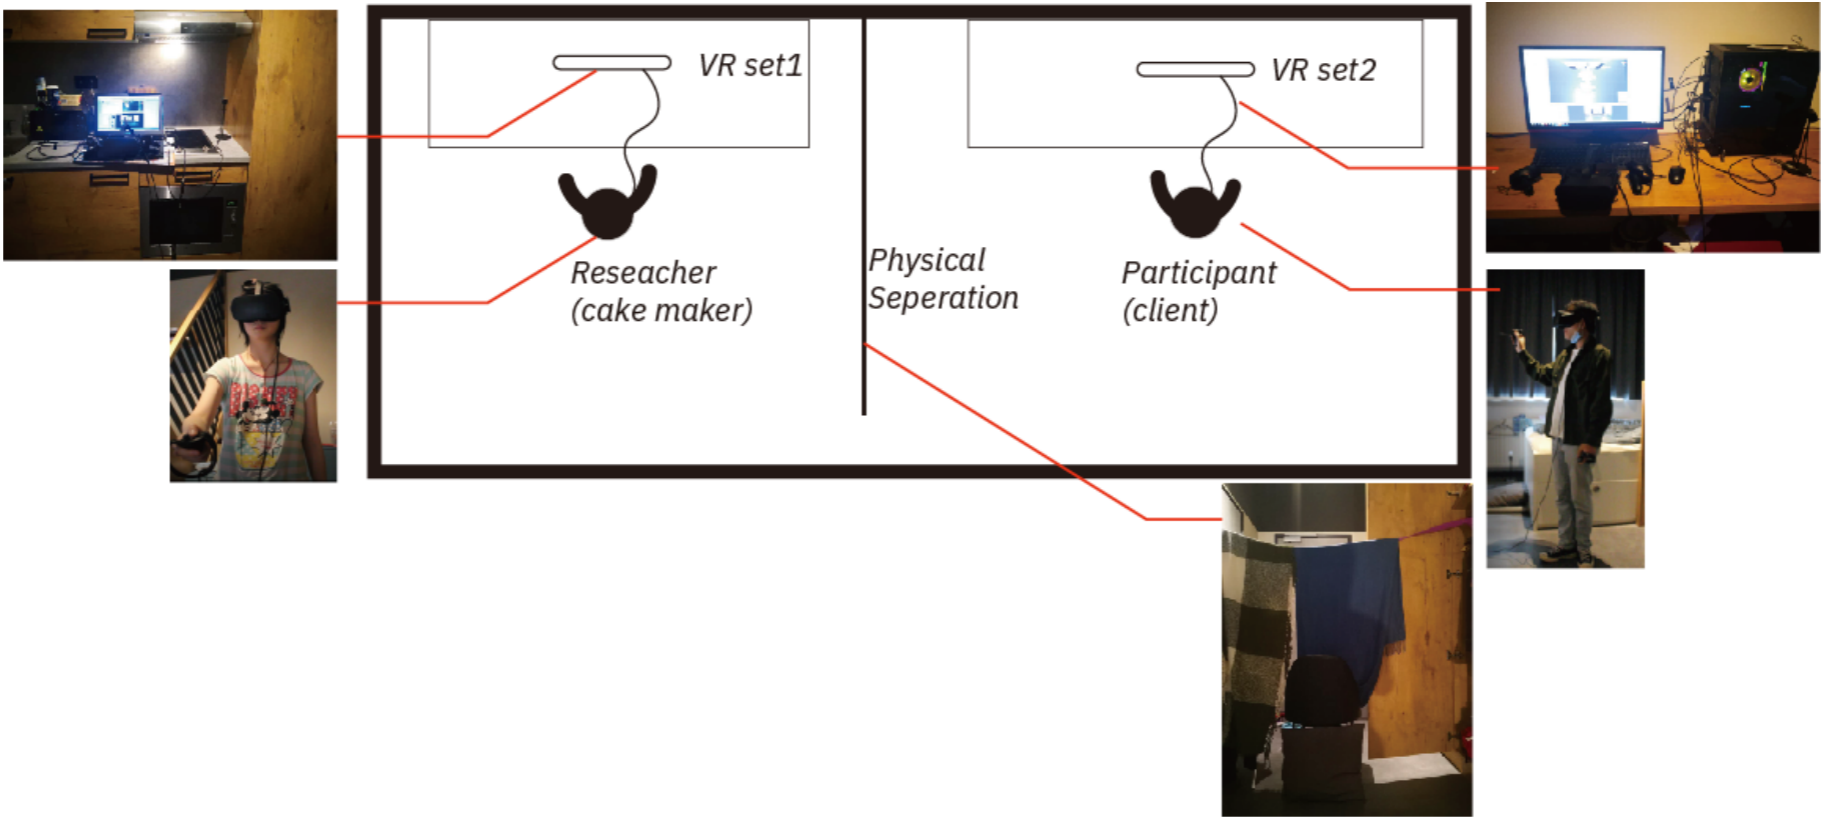 VR set1
VR set2
Reseacher
(cake maker)
Physical
Seperation
Participant
(client)